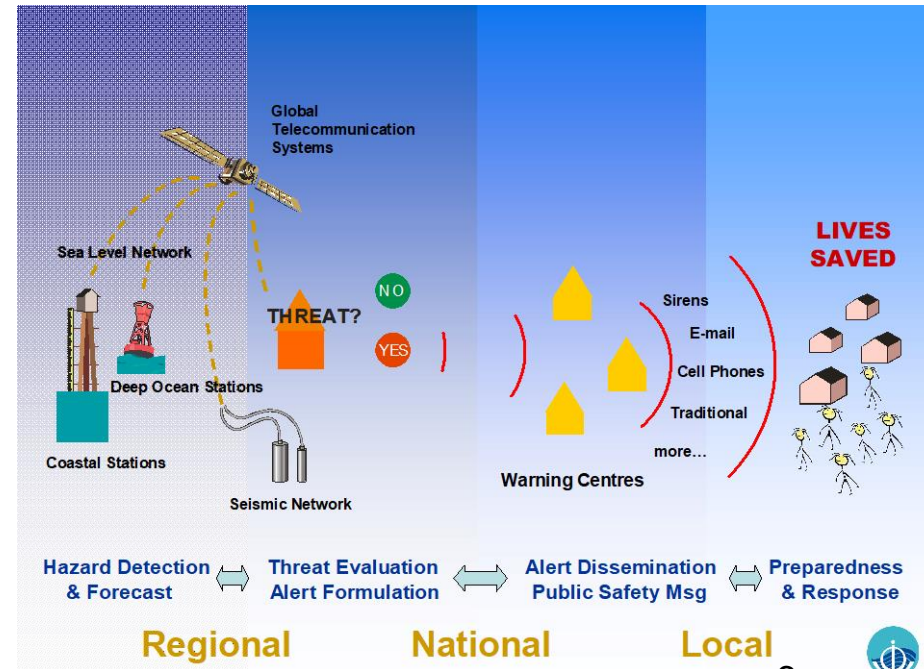 Global
Telecommunication
Systems
Sea Level Network
LIVES
SAVED
THREAT?
NO
YES
Deep Ocean Stations
Coastal Stations
Seismic Network
Sirens
E-mail
Cell Phones
Traditional
more...
Warning Centres
Hazard Detection
& Forecast
Threat Evaluation
Alert Formulation
Alert Dissemination
Public Safety Msg
Preparedness
& Response
Regional
National
Local